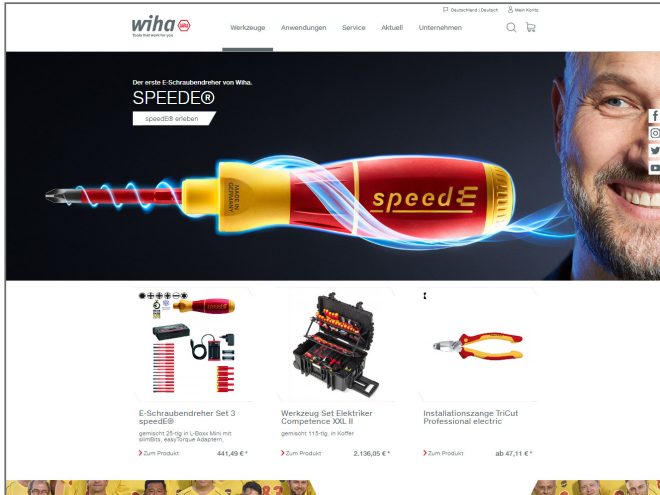 Deutschland | Deutsch Mein Konto
wiha
Tools that work for you
Werkzeuge Anwendungen Service Aktuell Unternehmen
Der erste E-Schraubendreher von Wiha.
SPEEDE®
speedE® erleben
MADE IN
GERMANY
speedE
E-Schraubendreher Set 3
speedE®
gemischt 25-tlg in L-Boxx Mini mit
slimBits, easyTorque Adaptern,
Zum Produkt 441,49 € *
Werkzeug Set Elektriker
Competence XXL II
gemischt 115-tlg. in Koffer
Zum Produkt 2.136,05 € *
Installationszange TriCut
Professional electric
Zum Produkt ab 47,11 € *